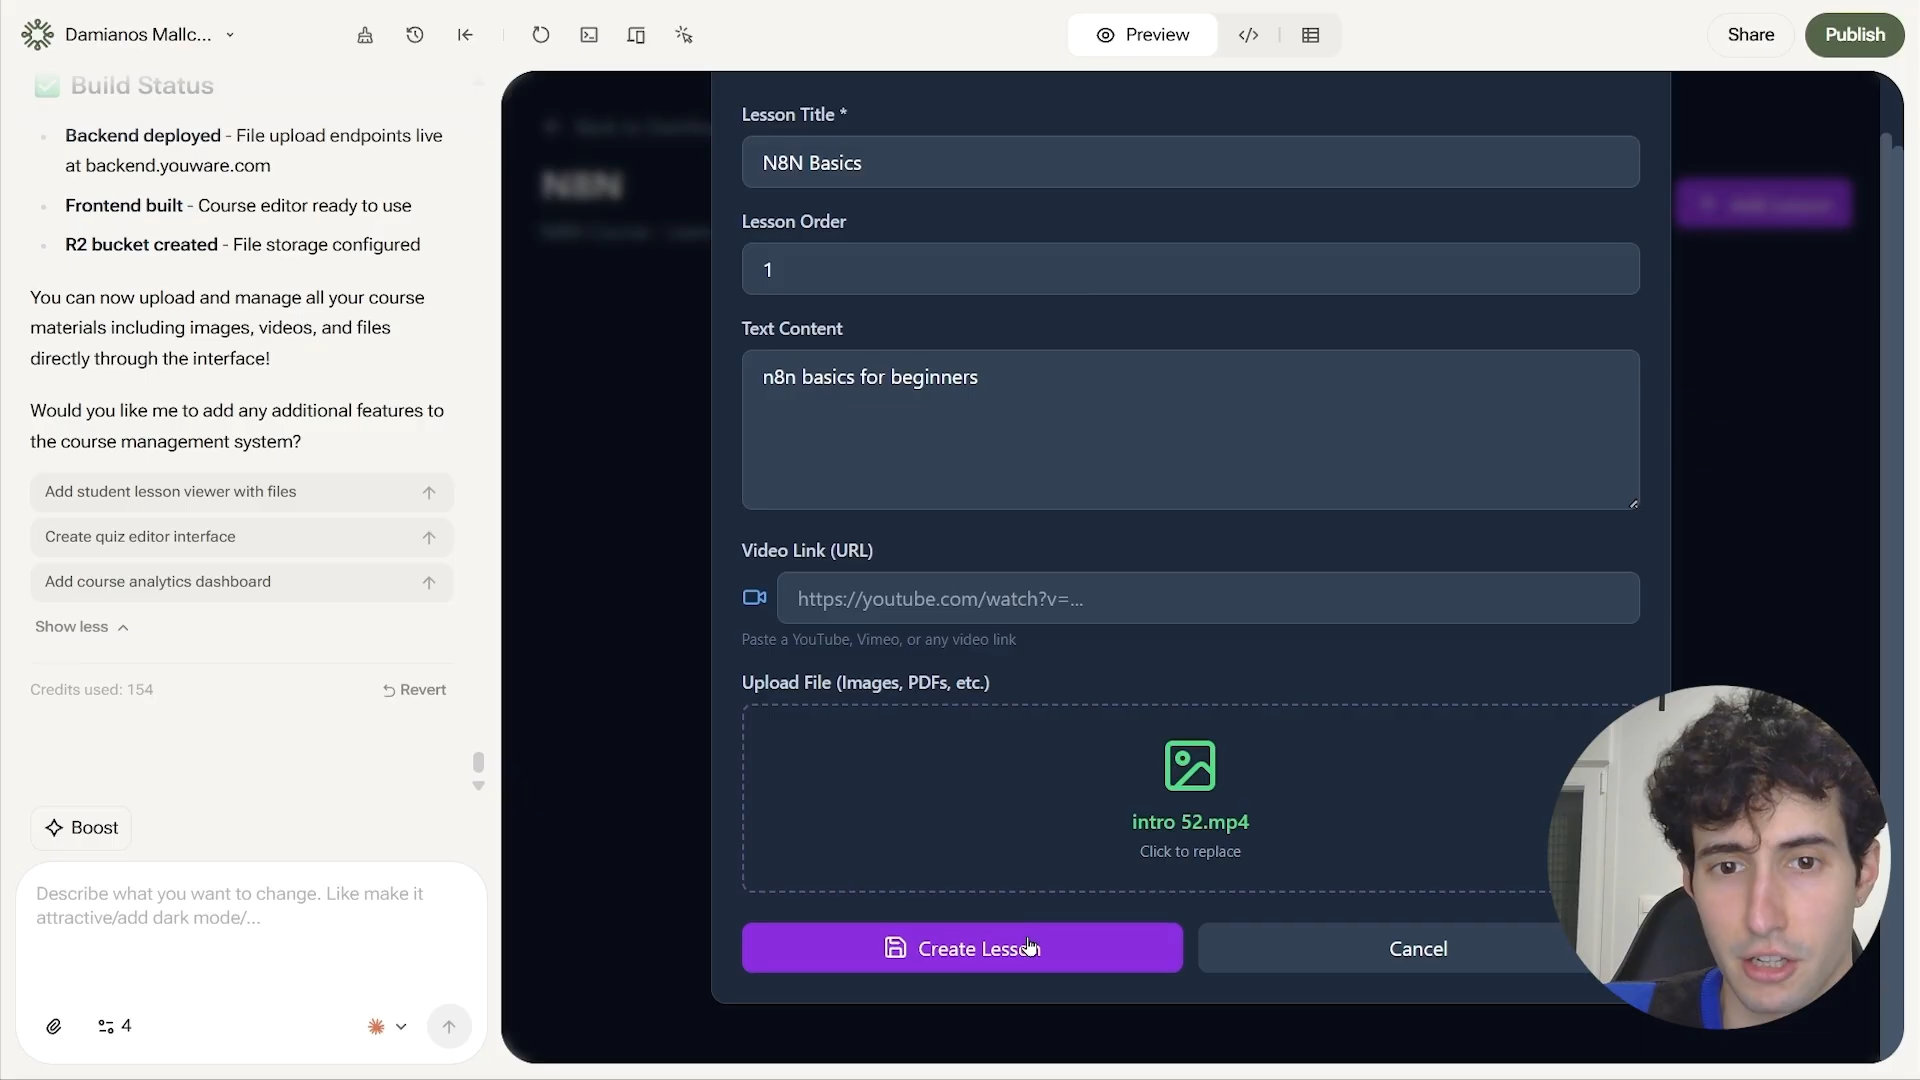 Damianos Mallc...
Preview
Share
Publish
Build Status
Backend deployed - File upload endpoints live
at backend.youware.com
Frontend built - Course editor ready to use
R2 bucket created - File storage configured
You can now upload and manage all your course
materials including images, videos, and files
directly through the interface!
Would you like me to add any additional features to
the course management system?
Add student lesson viewer with files
Create quiz editor interface
Add course analytics dashboard
Show less
Credits used: 154
Revert
Boost
Describe what you want to change. Like make it
attractive/add dark mode/...
4
N8N
Add Lesson
Lesson Title *
N8N Basics
Lesson Order
1
Text Content
n8n basics for beginners
Video Link (URL)
https://youtube.com/watch?v=...
Paste a YouTube, Vimeo, or any video link
Upload File (Images, PDFs, etc.)
intro 52.mp4
Click to replace
Create Lesson
Cancel